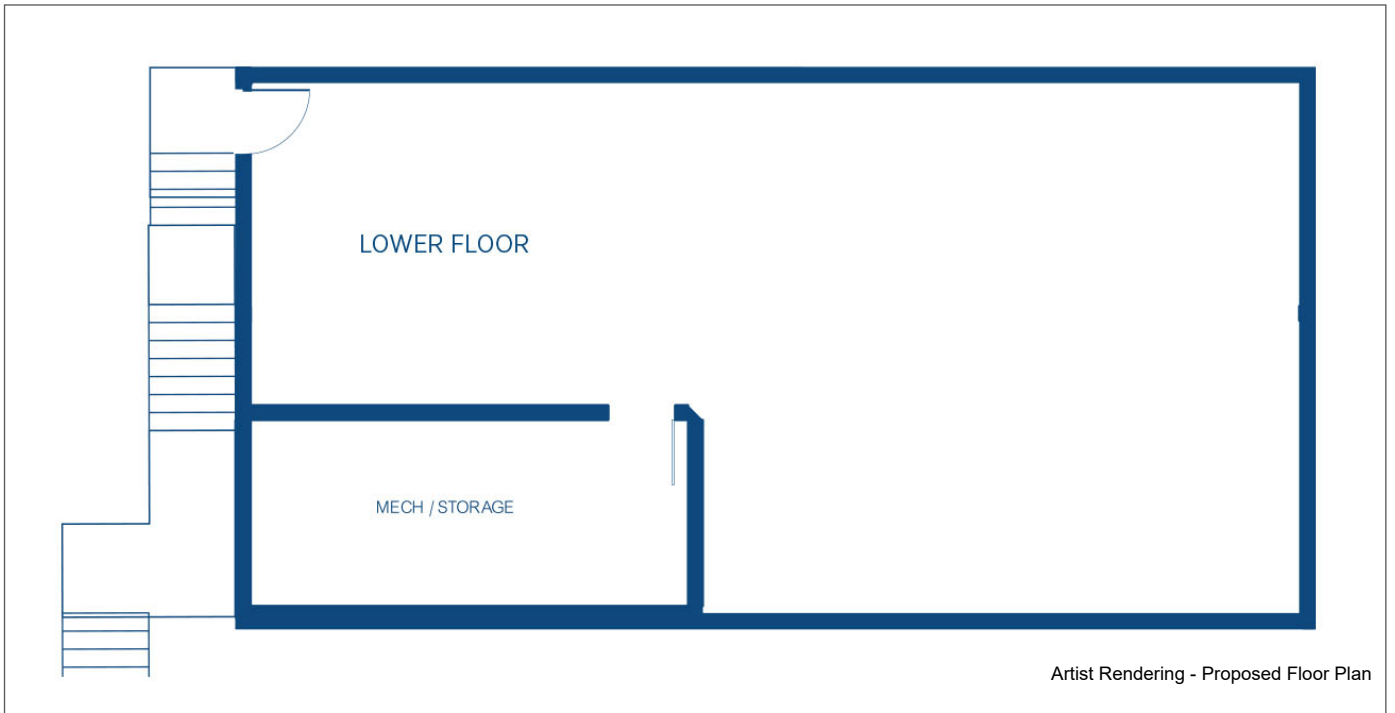 LOWER FLOOR
MECH / STORAGE
Artist Rendering - Proposed Floor Plan